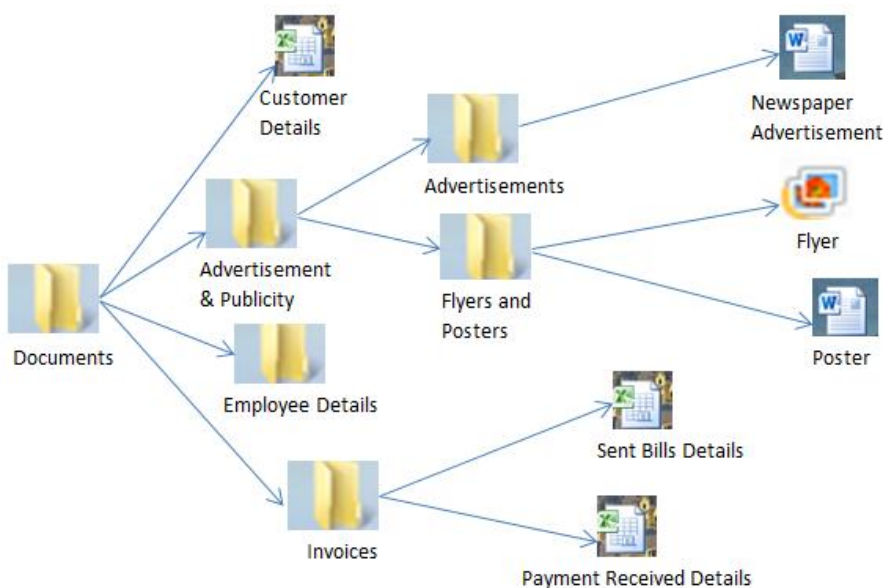 Customer
Details
Newspaper
Advertisement
Advertisements
Flyer
Advertisement
& Publicity
Flyers and
Posters
Documents
Poster
Employee Details
Sent Bills Details
Invoices
Payment Received Details